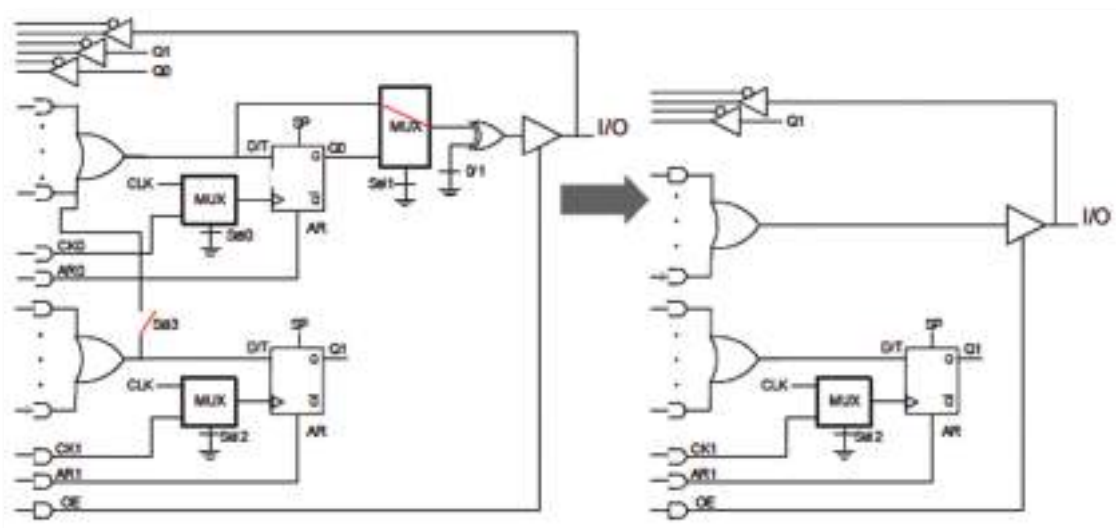 Q1
Q0
MUX
I/O
SP
D/T
Q
Q0
0/1
CLK
MUX
Sel1
Q
Sel0
AR
CK0
AR0
Sel3
SP
D/T
Q
Q1
CLK
MUX
Q
Sel2
AR
CK1
AR1
OE
Q1
I/O
SP
D/T
Q
Q1
CLK
MUX
Q
Sel2
AR
CK1
AR1
OE